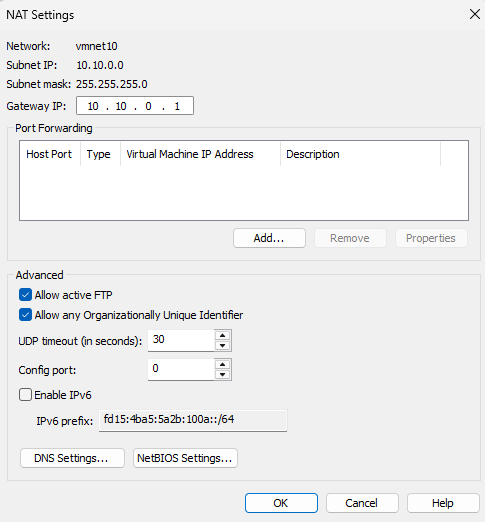 NAT Settings
Network: vmnet10
Subnet IP: 10.10.0.0
Subnet mask: 255.255.255.0
Gateway IP: 10 . 10 . 0 . 1
Port Forwarding
Host Port Type Virtual Machine IP Address Description
Add... Remove Properties
Advanced
Allow active FTP
Allow any Organizationally Unique Identifier
UDP timeout (in seconds): 30
Config port: 0
Enable IPv6
IPv6 prefix: fd15:4ba5:5a2b:100a::/64
DNS Settings... NetBIOS Settings...
OK Cancel Help